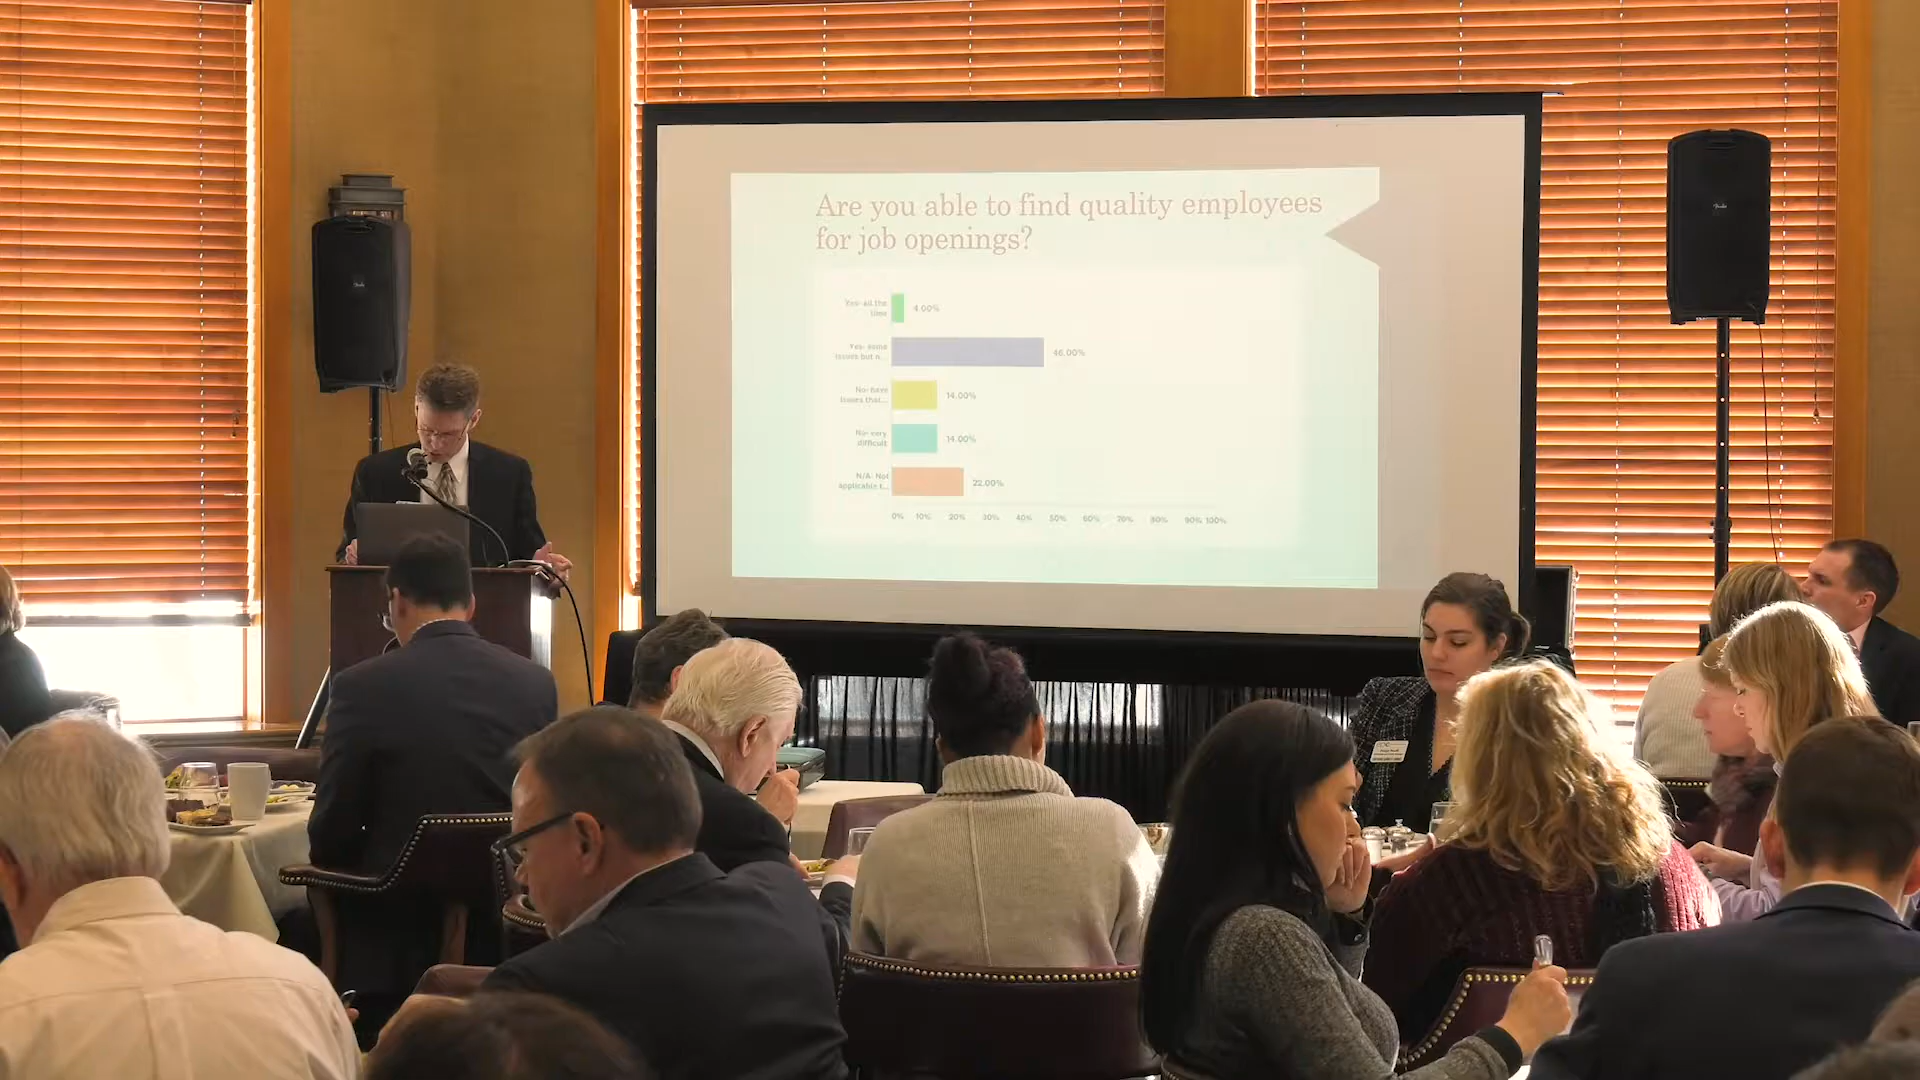 Are you able to find quality employees
for job openings?
Yes- all the
time
4.00%
Yes- some
issues but n...
46.00%
No- have
issues that...
14.00%
No- very
difficult
14.00%
N/A- Not
applicable t...
22.00%
0% 10% 20% 30% 40% 50% 60% 70% 80% 90% 100%
Fender
Fender